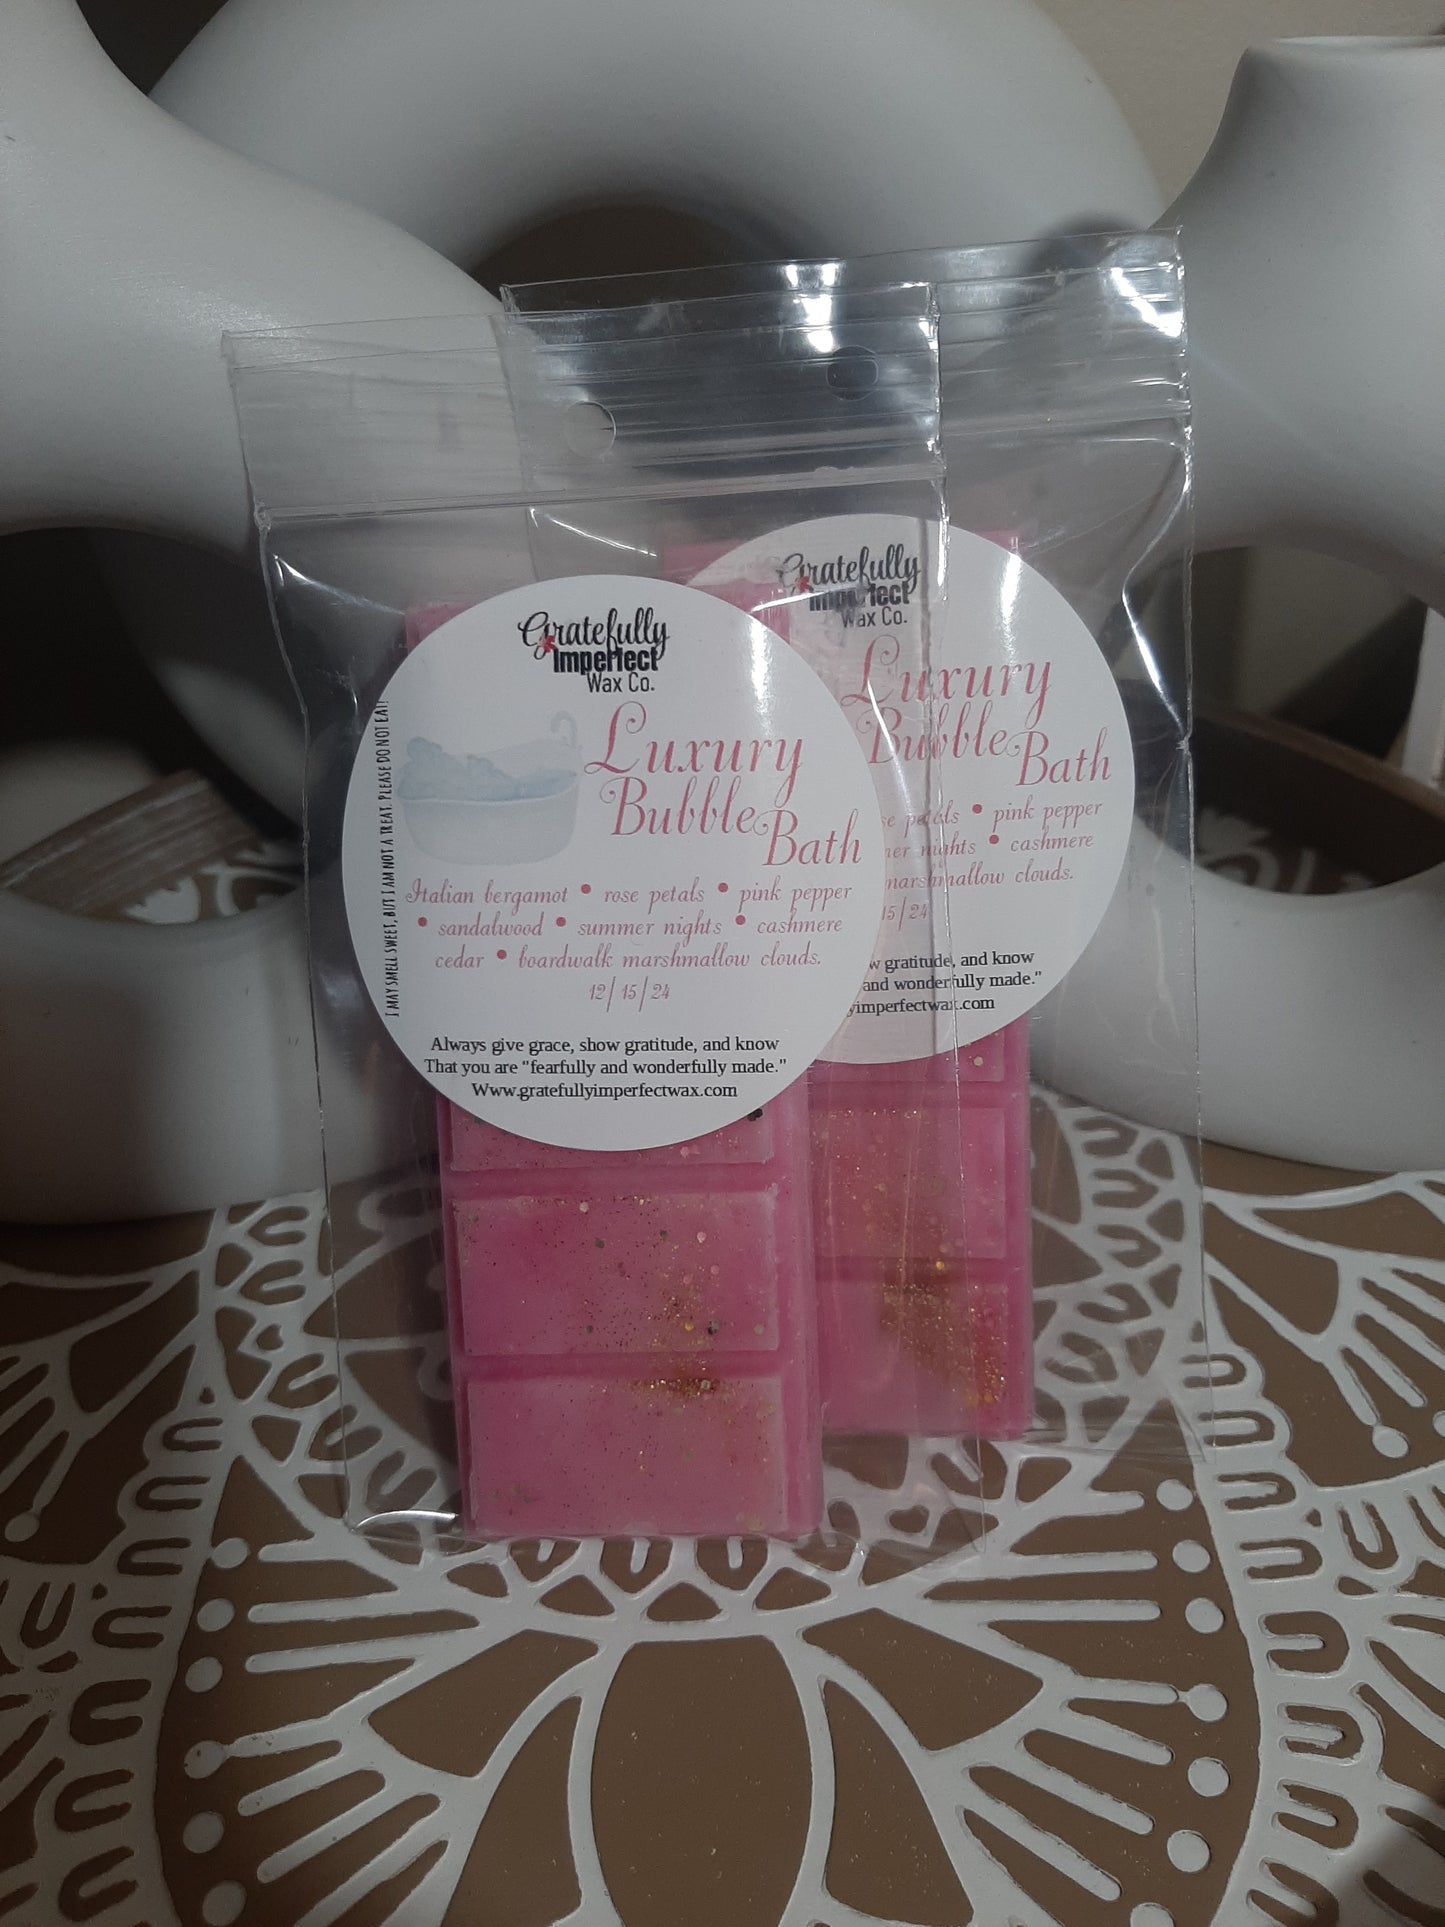 Gratefully
Imperfect
Wax Co.
Luxury
Bubble
Bath
I MAY SMELL SWEET, BUT I AM NOT A TREAT. PLEASE DO NOT EAT!
Italian bergamot • rose petals • pink pepper
• sandalwood • summer nights • cashmere
cedar • boardwalk marshmallow clouds.
12/15/24
Always give grace, show gratitude, and know
That you are "fearfully and wonderfully made."
Www.gratefullyimperfectwax.com
Gratefully
Imperfect
Wax Co.
Luxury
Bubble
Bath
petals • pink pepper
nights • cashmere
marshmallow clouds.
15/24
gratitude, and know
and wonderfully made."
yimperfectwax.com